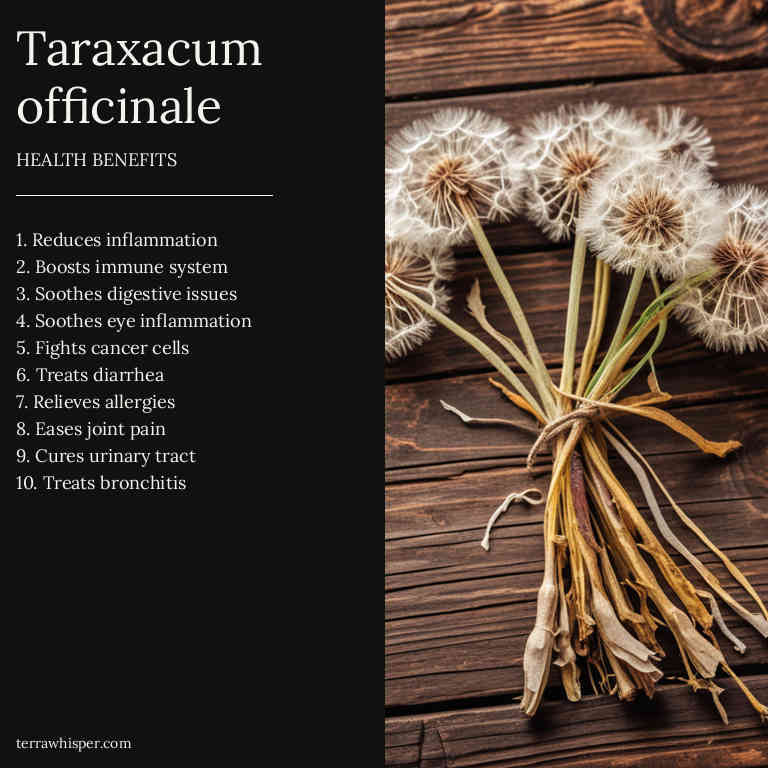 Taraxacum
officinale
HEALTH BENEFITS
1. Reduces inflammation
2. Boosts immune system
3. Soothes digestive issues
4. Soothes eye inflammation
5. Fights cancer cells
6. Treats diarrhea
7. Relieves allergies
8. Eases joint pain
9. Cures urinary tract
10. Treats bronchitis
terrawhisper.com